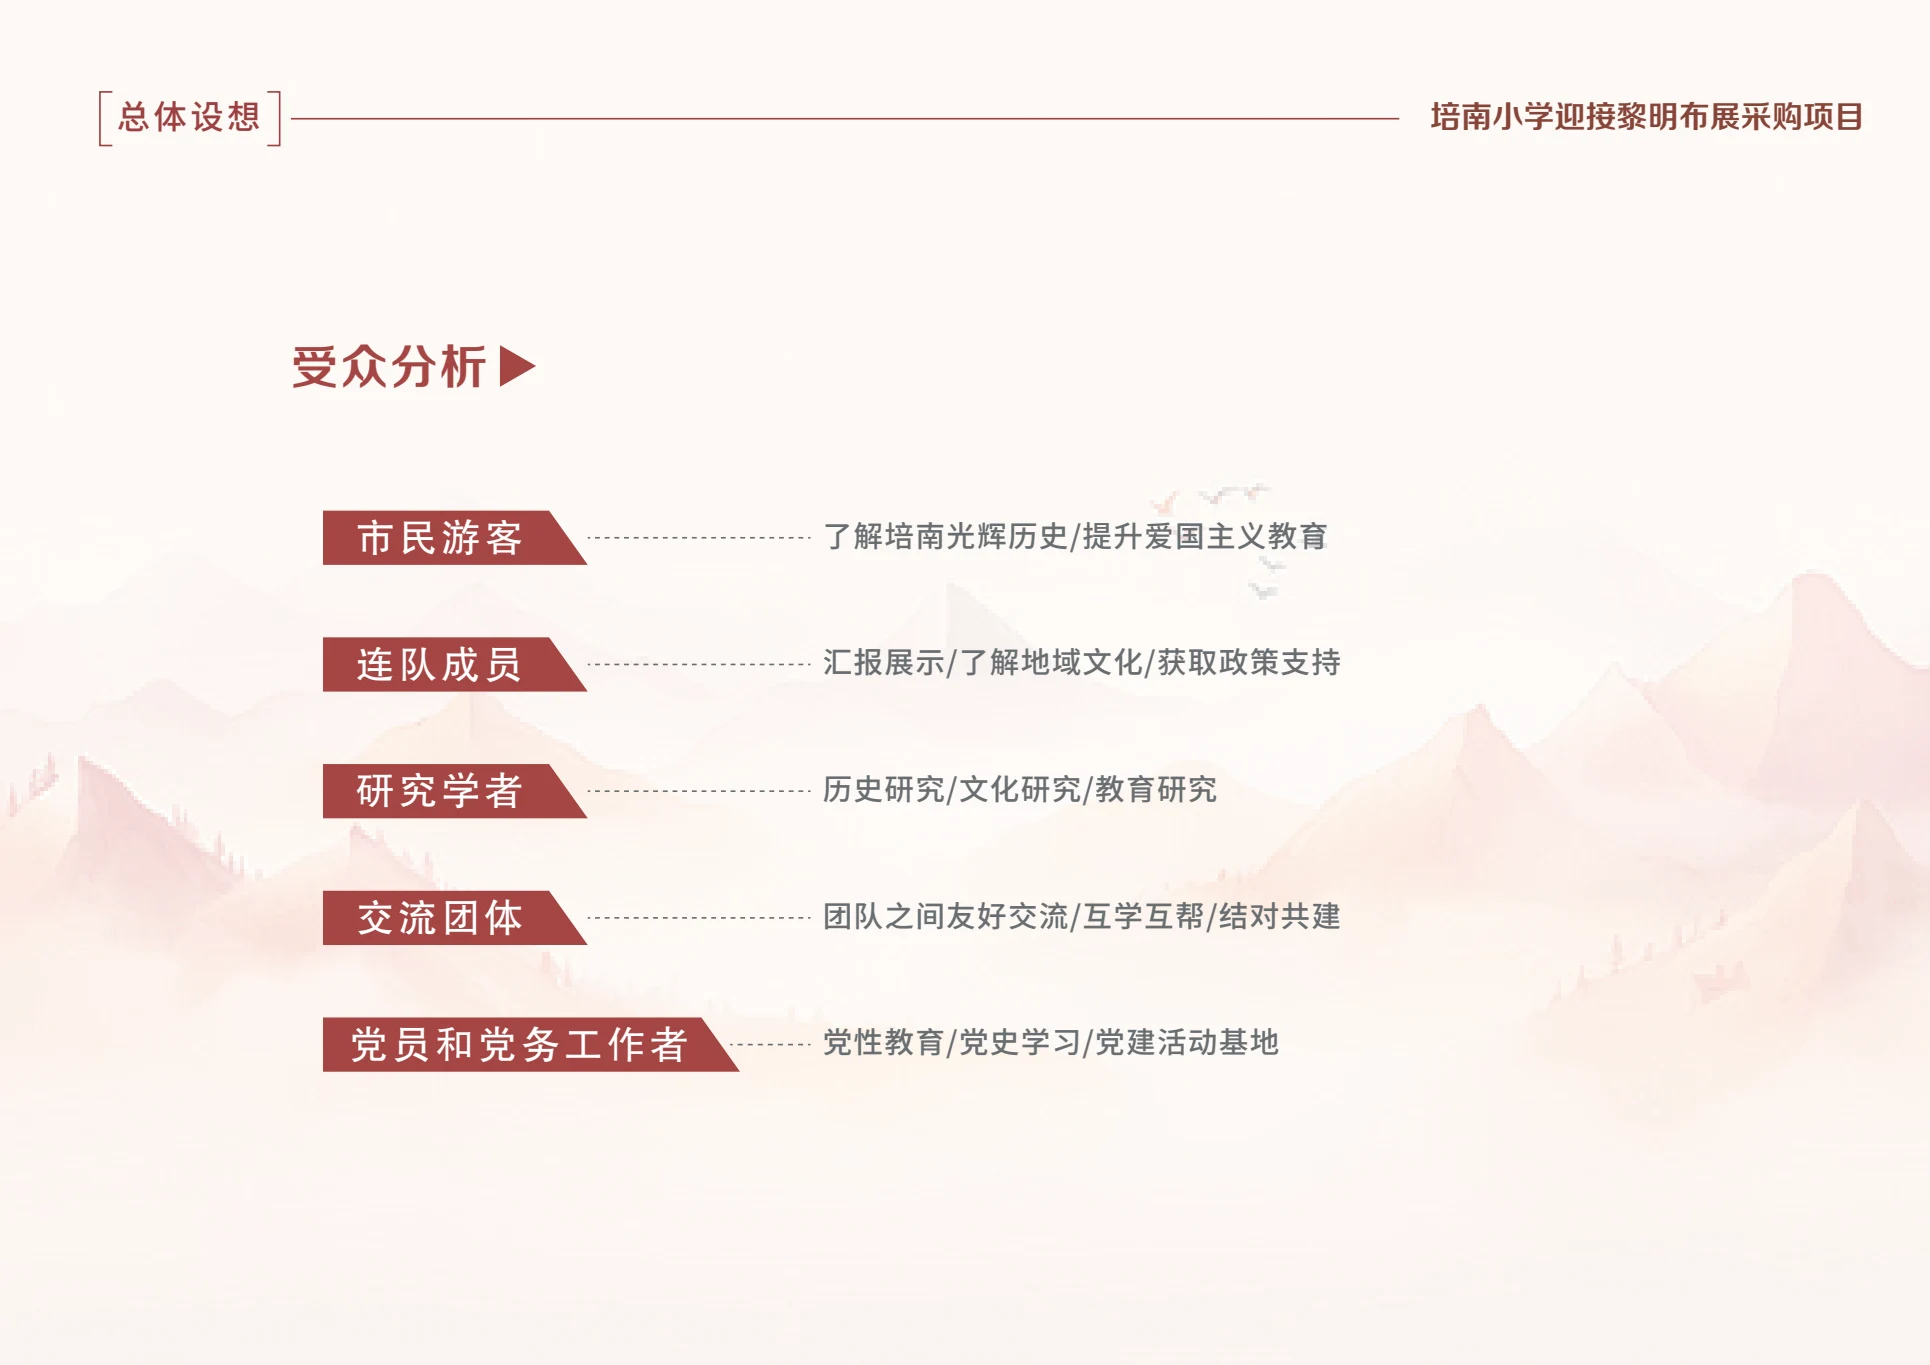 总体设想
培南小学迎接黎明布展采购项目
受众分析
市民游客 了解培南光辉历史/提升爱国主义教育
连队成员 汇报展示/了解地域文化/获取政策支持
研究学者 历史研究/文化研究/教育研究
交流团体 团队之间友好交流/互学互帮/结对共建
党员和党务工作者 党性教育/党史学习/党建活动基地